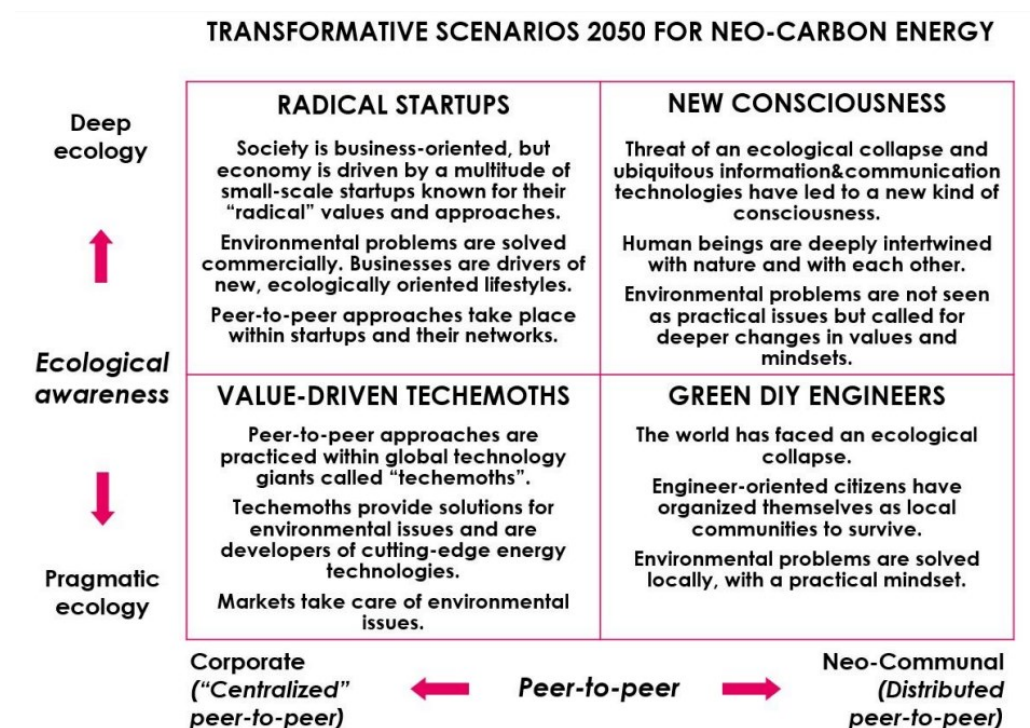 TRANSFORMATIVE SCENARIOS 2050 FOR NEO-CARBON ENERGY
Deep
ecology
Ecological
awareness
Pragmatic
ecology
RADICAL STARTUPS
Society is business-oriented, but
economy is driven by a multitude of
small-scale startups known for their
“radical” values and approaches.
Environmental problems are solved
commercially. Businesses are drivers of
new, ecologically oriented lifestyles.
Peer-to-peer approaches take place
within startups and their networks.
NEW CONSCIOUSNESS
Threat of an ecological collapse and
ubiquitous information&communication
technologies have led to a new kind of
consciousness.
Human beings are deeply intertwined
with nature and with each other.
Environmental problems are not seen
as practical issues but called for
deeper changes in values and
mindsets.
VALUE-DRIVEN TECHEMOTHS
Peer-to-peer approaches are
practiced within global technology
giants called “techemoths”.
Techemoths provide solutions for
environmental issues and are
developers of cutting-edge energy
technologies.
Markets take care of environmental
issues.
GREEN DIY ENGINEERS
The world has faced an ecological
collapse.
Engineer-oriented citizens have
organized themselves as local
communities to survive.
Environmental problems are solved
locally, with a practical mindset.
Corporate
(“Centralized”
peer-to-peer)
Peer-to-peer
Neo-Communal
(Distributed
peer-to-peer)